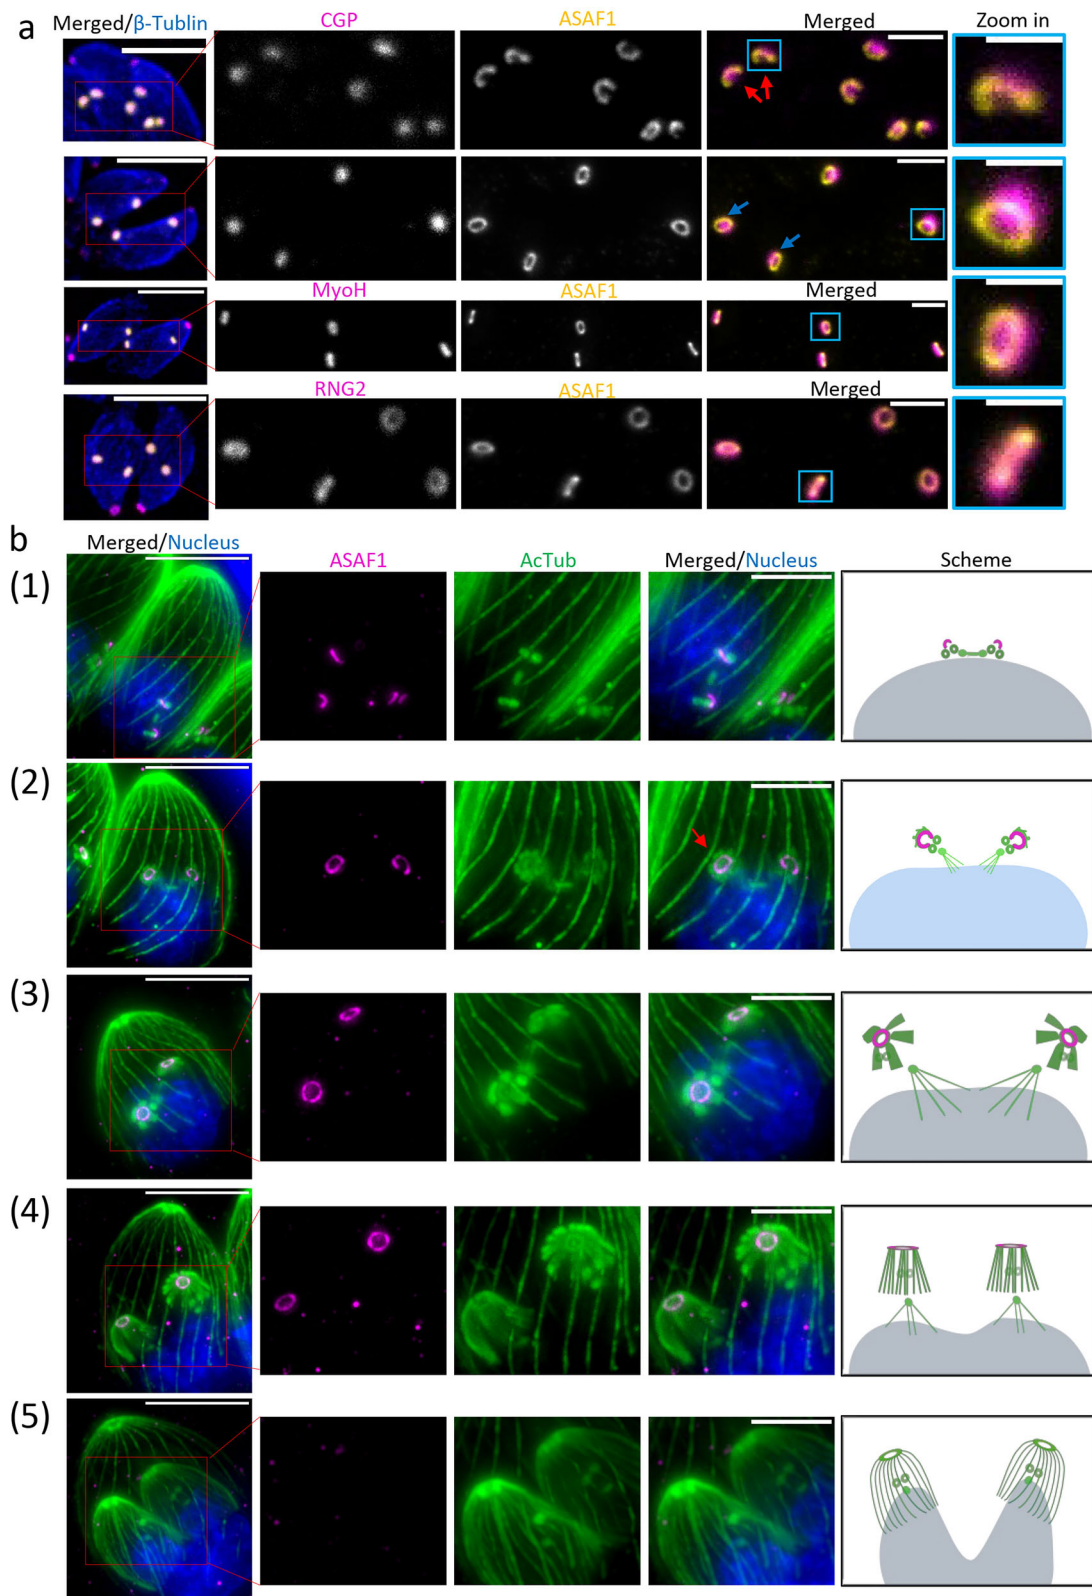 a
Merged/β-Tublin CGP ASAF1 Merged Zoom in
MyoH ASAF1 Merged
RNG2 ASAF1 Merged
b
Merged/Nucleus ASAF1 AcTub Merged/Nucleus Scheme
(1)
(2)
(3)
(4)
(5)